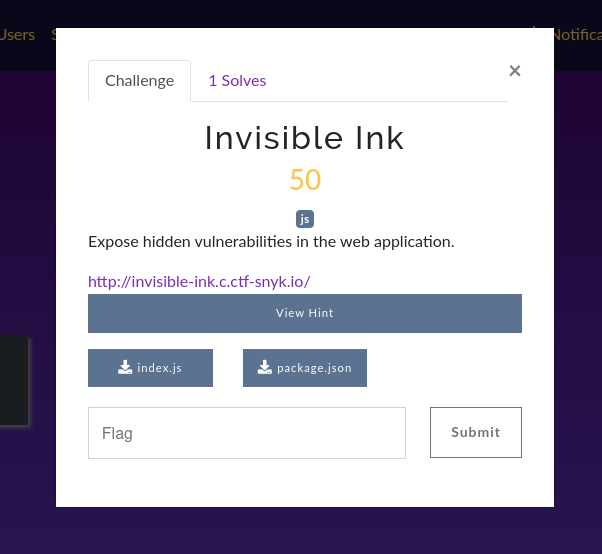 Users
Challenge
1 Solves
×
Invisible Ink
50
js
Expose hidden vulnerabilities in the web application.
http://invisible-ink.c.ctf-snyk.io/
View Hint
index.js
package.json
Flag
Submit